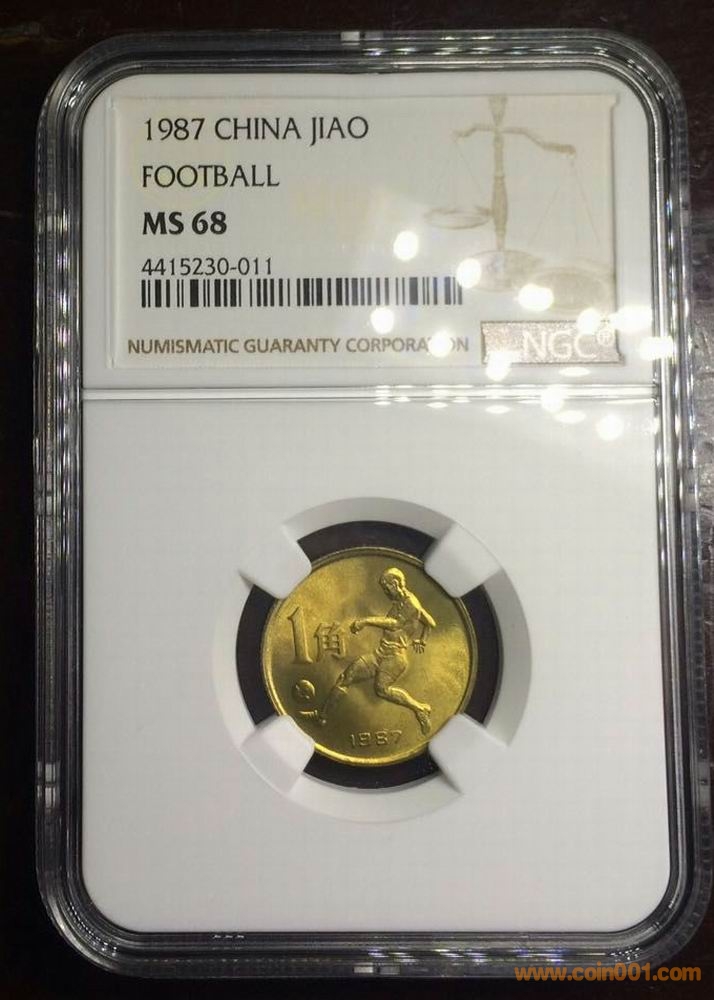 1987 CHINA JIAO
FOOTBALL
MS 68
4415230-011
NUMISMATIC GUARANTY CORPORATION
NGC®
1角
1987
www.coin001.com